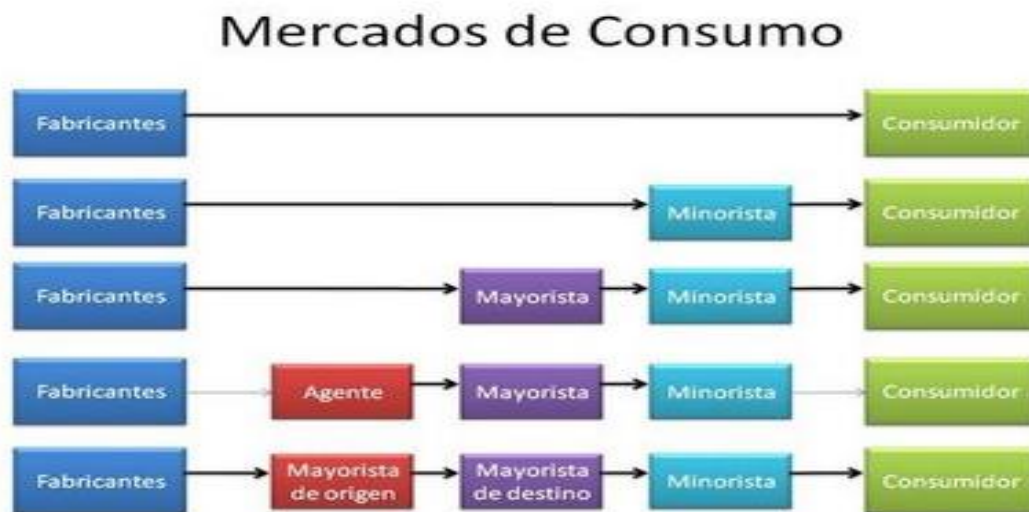 Mercados de Consumo
Fabricantes Consumidor
Fabricantes Minorista Consumidor
Fabricantes Mayorista Minorista Consumidor
Fabricantes Agente Mayorista Minorista Consumidor
Fabricantes Mayorista de origen Mayorista de destino Minorista Consumidor